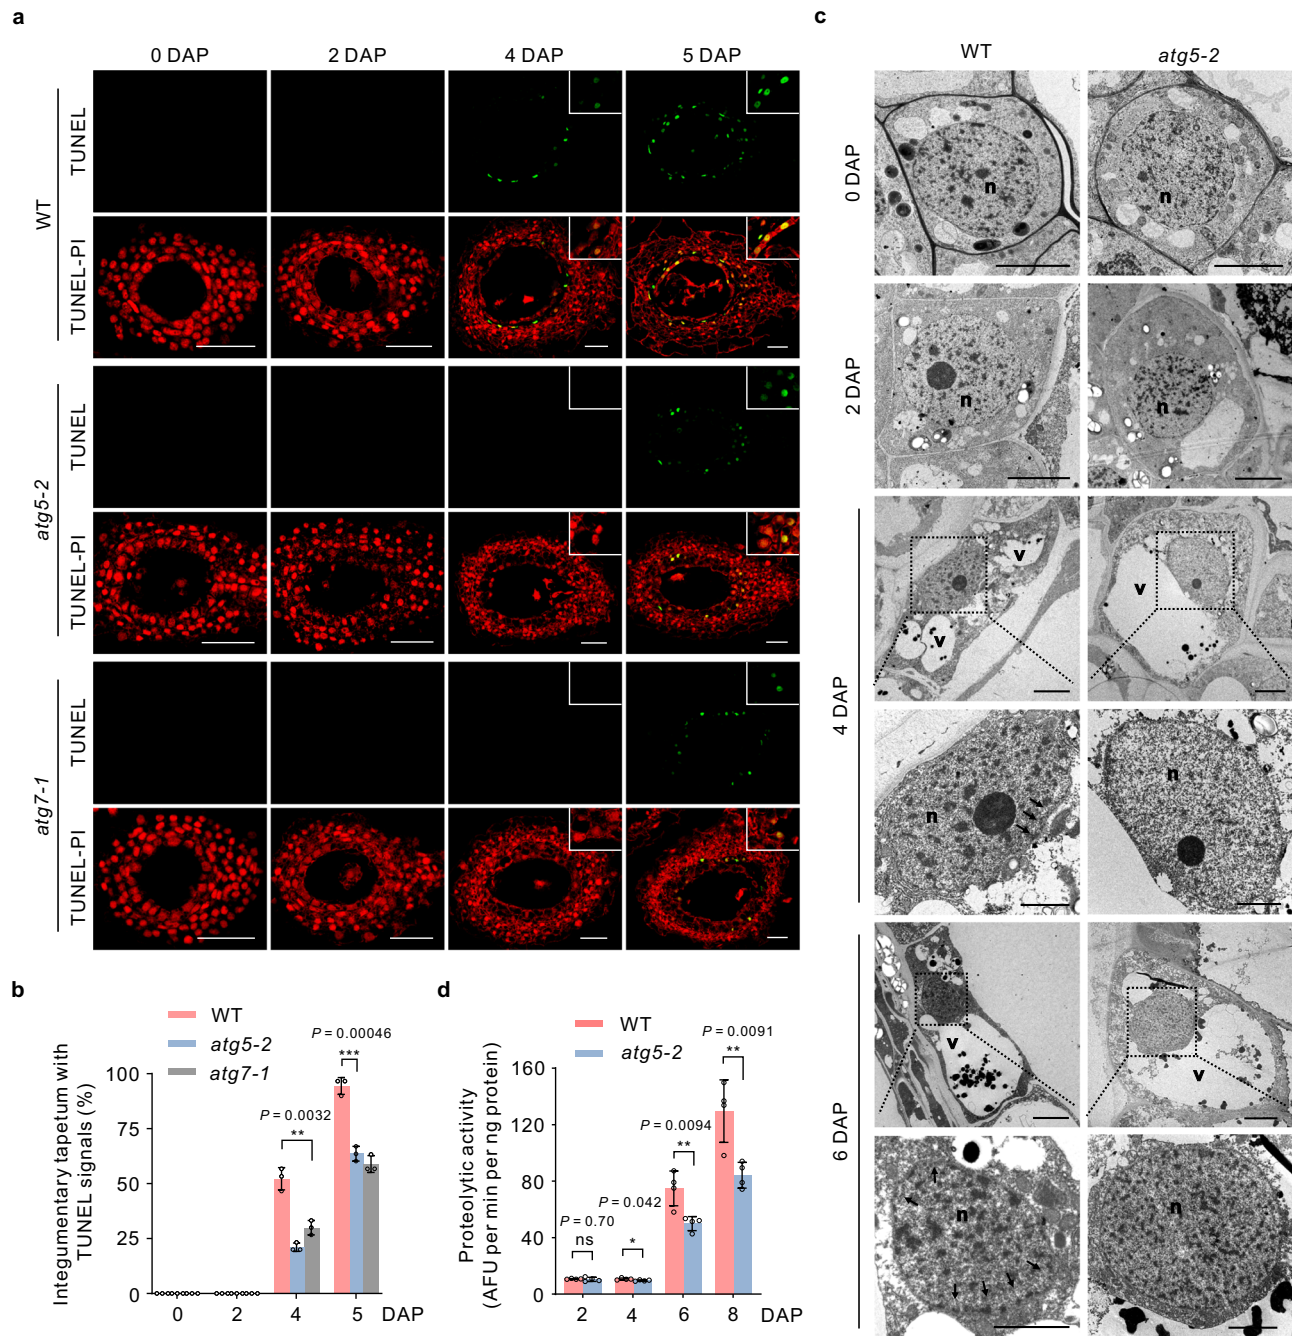 a
0 DAP 2 DAP 4 DAP 5 DAP
WT
TUNEL
TUNEL-PI
atg5-2
TUNEL
TUNEL-PI
atg7-1
TUNEL
TUNEL-PI
b
WT
atg5-2
atg7-1
Integumentary tapetum with
TUNEL signals (%)
100
75
50
25
0
P = 0.0032
**
P = 0.00046
***
0 2 4 5 DAP
d
WT
atg5-2
Proteolytic activity
(AFU per min per ng protein)
160
120
80
40
0
P = 0.70
ns
P = 0.042
*
P = 0.0094
**
P = 0.0091
**
2 4 6 8 DAP
c
WT atg5-2
0 DAP
n n
2 DAP
n n
4 DAP
v v
v
n n
6 DAP
v v
n n